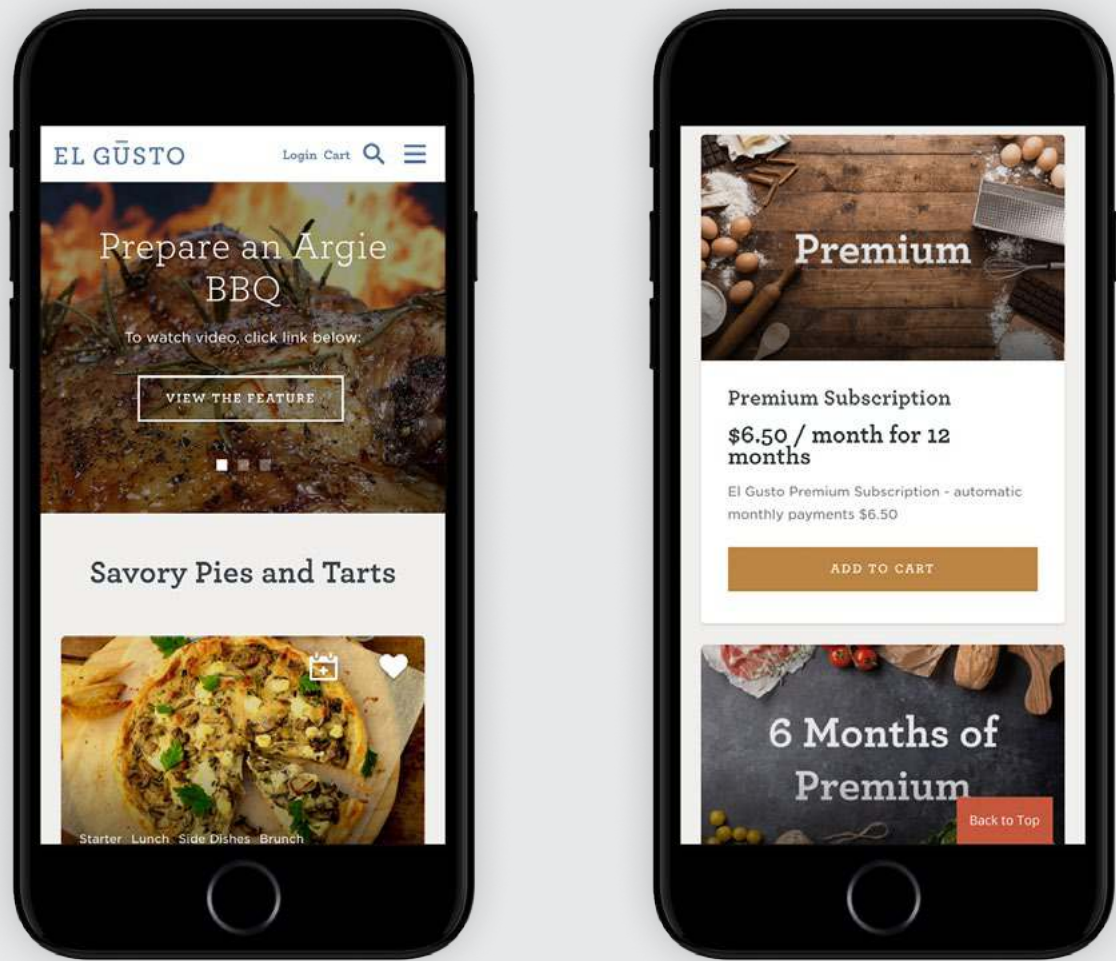 EL GŪSTO
Login Cart
Prepare an Argie
BBQ
To watch video, click link below:
VIEW THE FEATURE
Savory Pies and Tarts
Starter Lunch Side Dishes Brunch
Premium
Premium Subscription
$6.50 / month for 12
months
El Gusto Premium Subscription - automatic
monthly payments $6.50
ADD TO CART
6 Months of
Premium
Back to Top